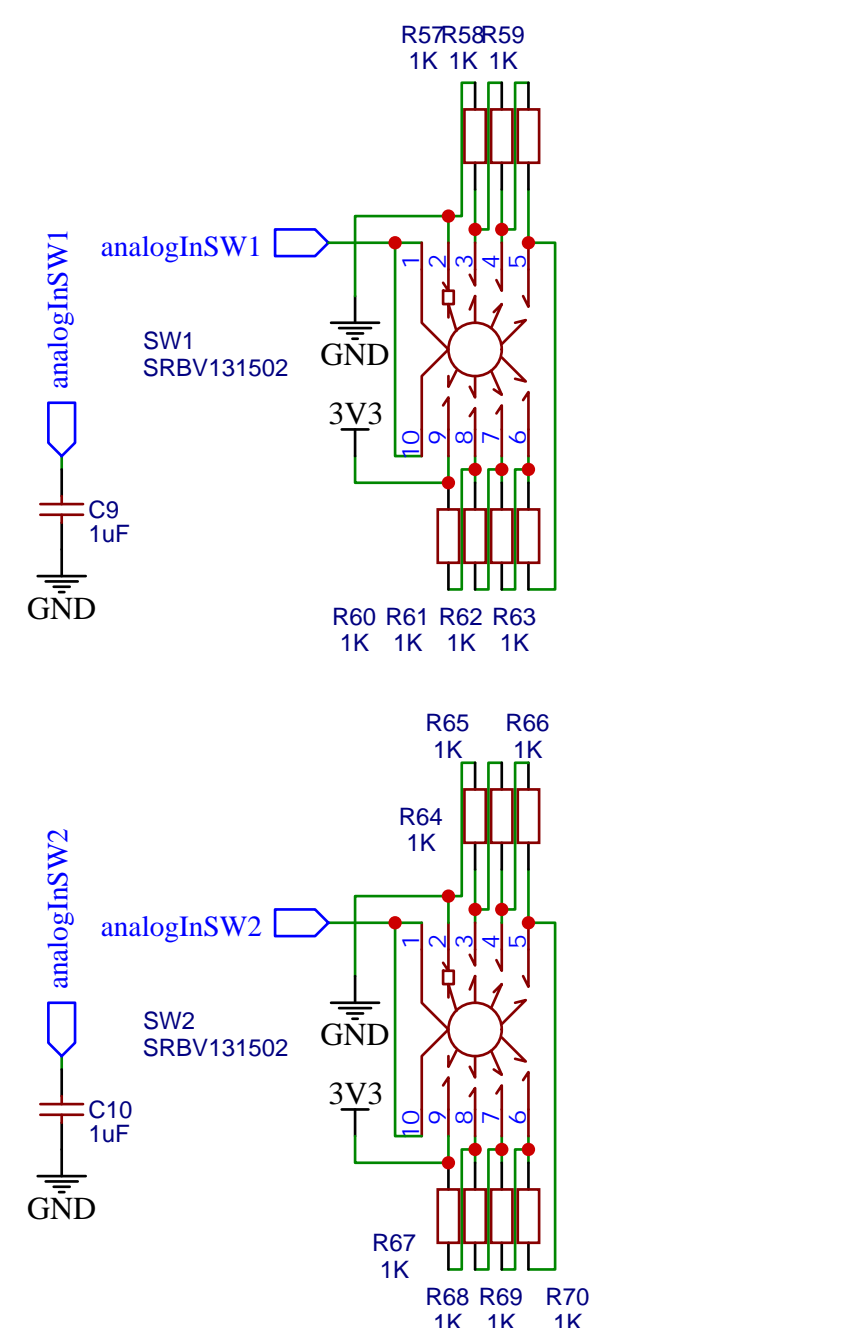 R57 R58 R59
1K 1K 1K
analogInSW1
analogInSW1
1 2 3 4 5
SW1
SRBV131502
GND
3V3
10 9 8 7 6
C9
1uF
GND
R60 R61 R62 R63
1K 1K 1K 1K
R65 R66
1K 1K
R64
1K
analogInSW2
analogInSW2
1 2 3 4 5
SW2
SRBV131502
GND
3V3
10 9 8 7 6
C10
1uF
GND
R67
1K
R68 R69 R70
1K 1K 1K